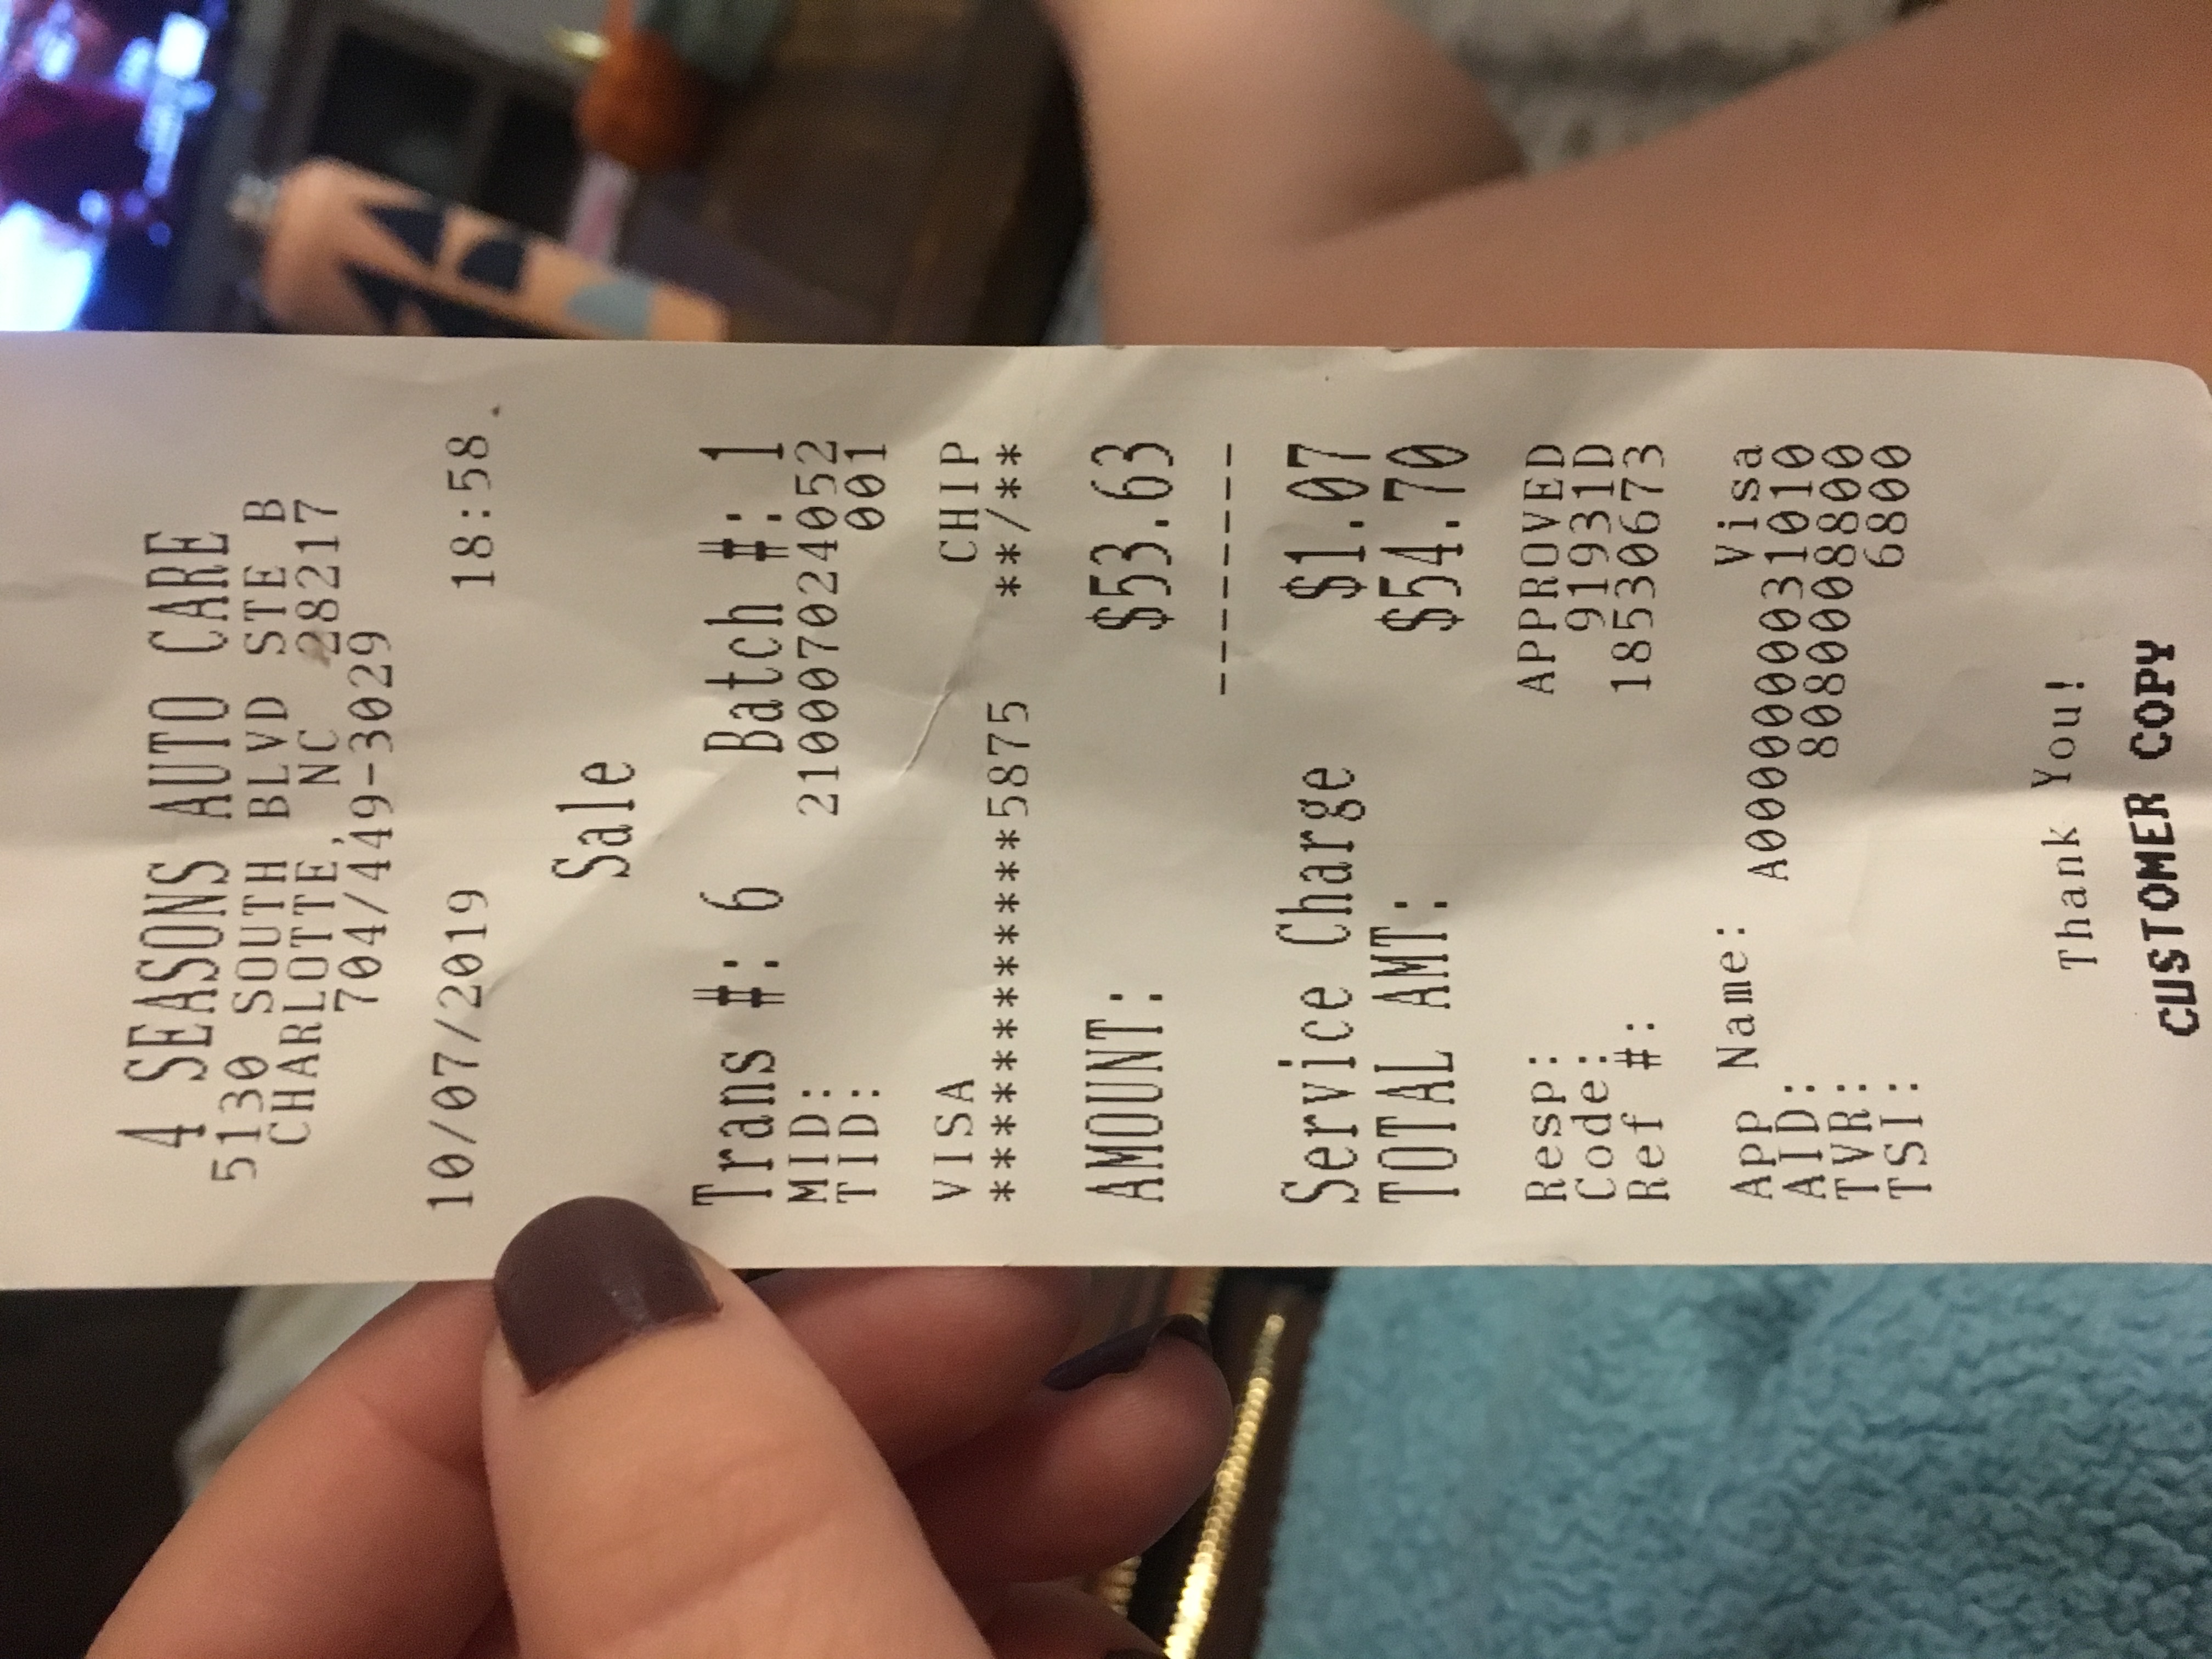 4 SEASONS AUTO CARE
5130 SOUTH BLVD STE B
CHARLOTTE, NC 28217
704/449-3029
10/07/2019 18:58
Sale
Trans #: 6 Batch #: 1
MID: 210007024052
TID: 001
VISA CHIP
************5875 **/**
AMOUNT: $53.63
--------
Service Charge $1.07
TOTAL AMT: $54.70
Resp: APPROVED
Code: 91931D
Ref #: 18530673
APP Name: Visa
AID: A0000000031010
TVR: 8080008800
TSI: 6800
Thank You!
CUSTOMER COPY